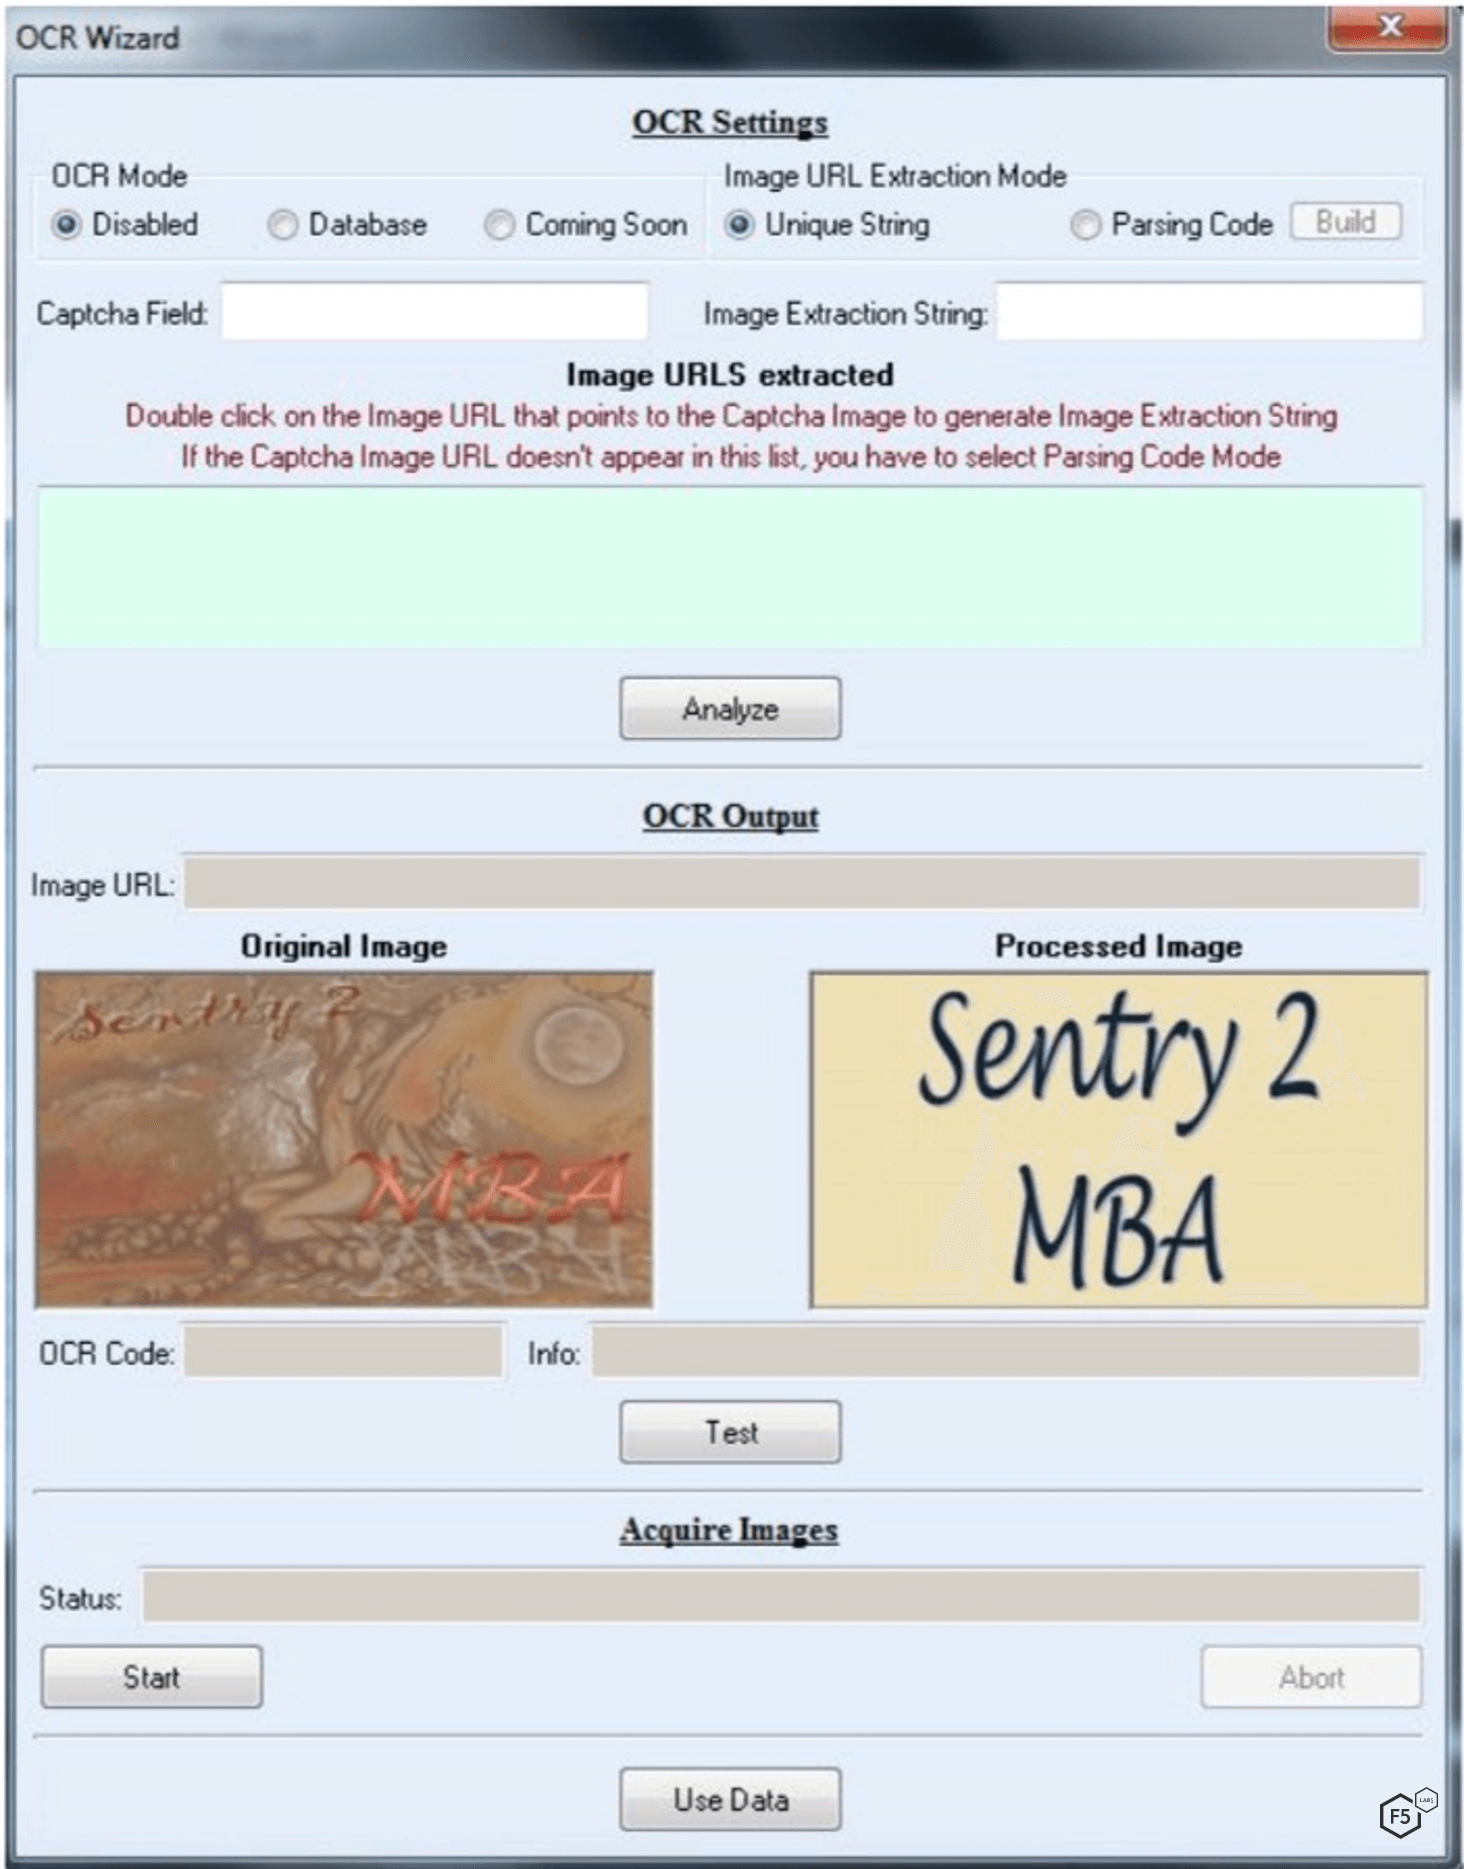 OCR Wizard
OCR Settings
OCR Mode
Image URL Extraction Mode
Disabled Database Coming Soon Unique String Parsing Code Build
Captcha Field: Image Extraction String:
Image URLS extracted
Double click on the Image URL that points to the Captcha Image to generate Image Extraction String
If the Captcha Image URL doesn't appear in this list, you have to select Parsing Code Mode
Analyze
OCR Output
Image URL:
Original Image Processed Image
Sentry 2
MBA
MBA
Sentry 2
MBA
OCR Code: Info:
Test
Acquire Images
Status:
Start Abort
Use Data
F5 LABS